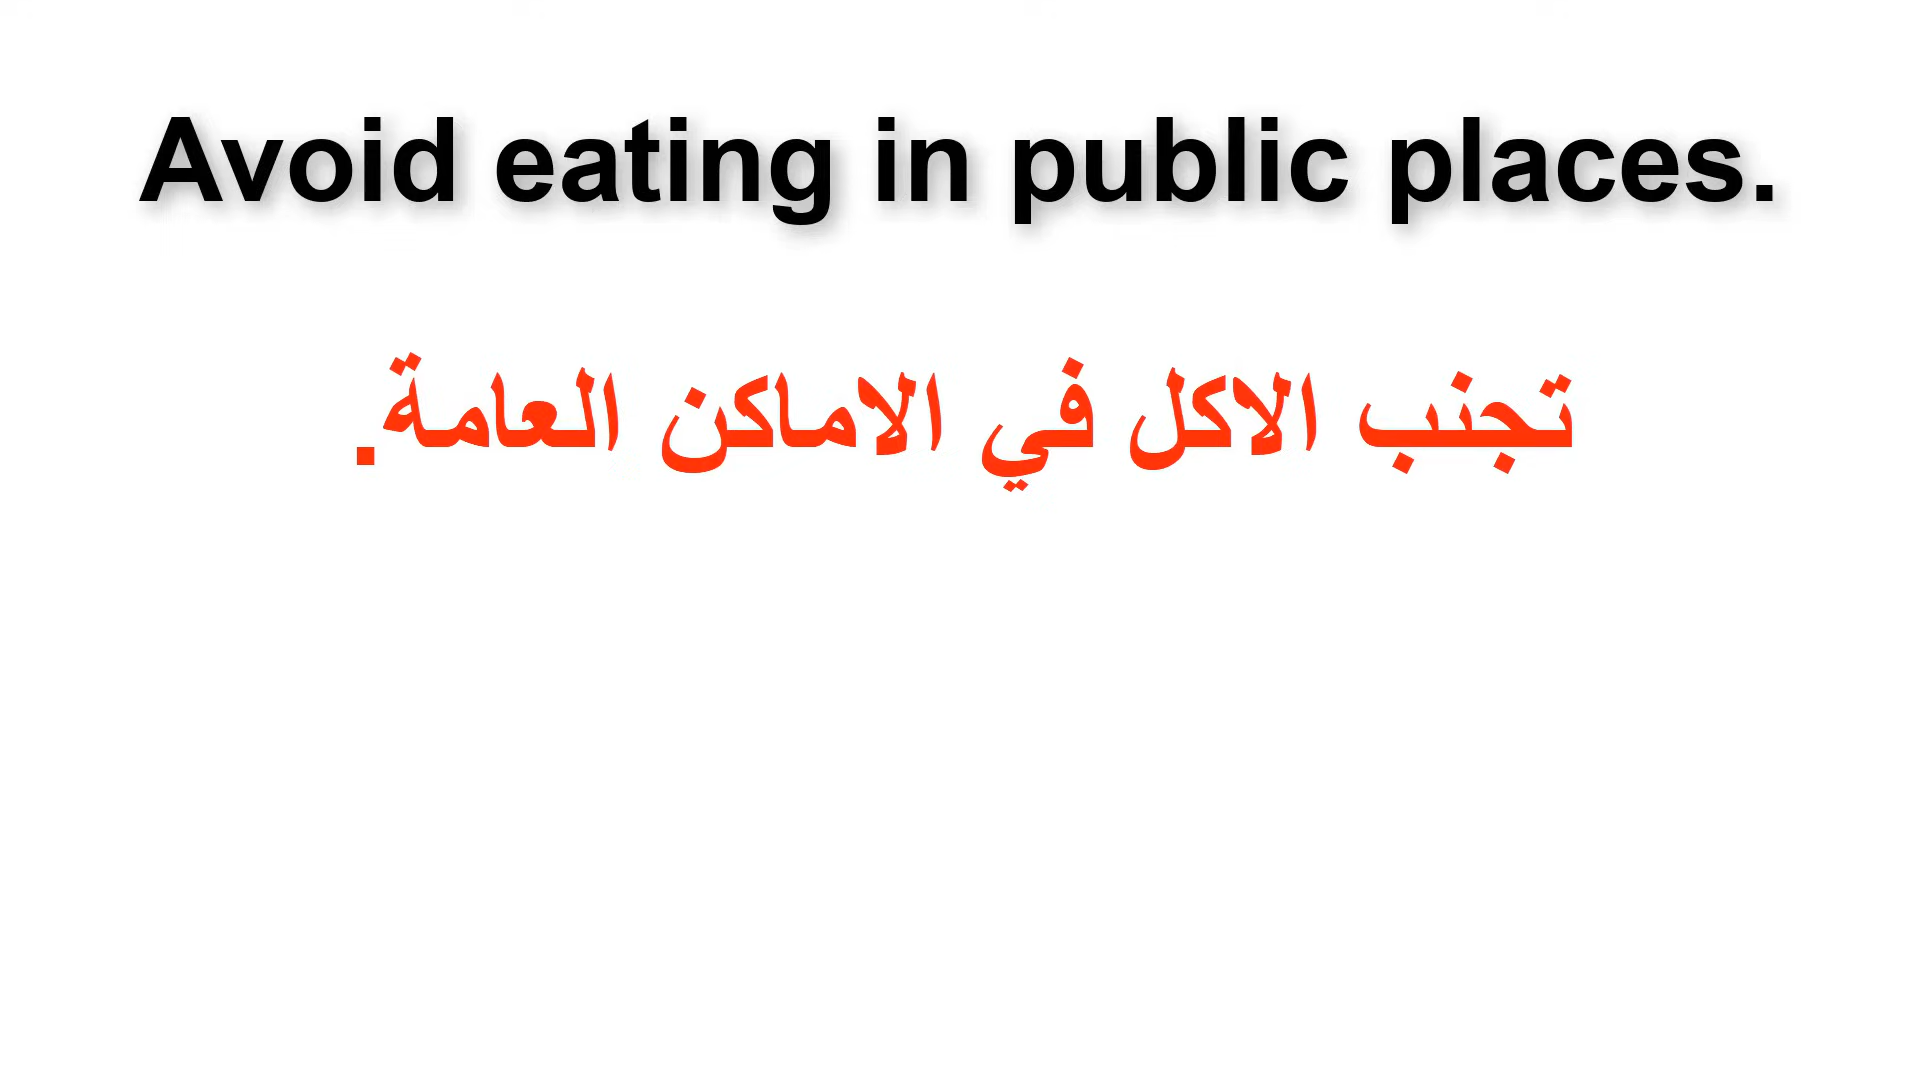 Avoid eating in public places.
تجنب الاكل في الاماكن العامة.